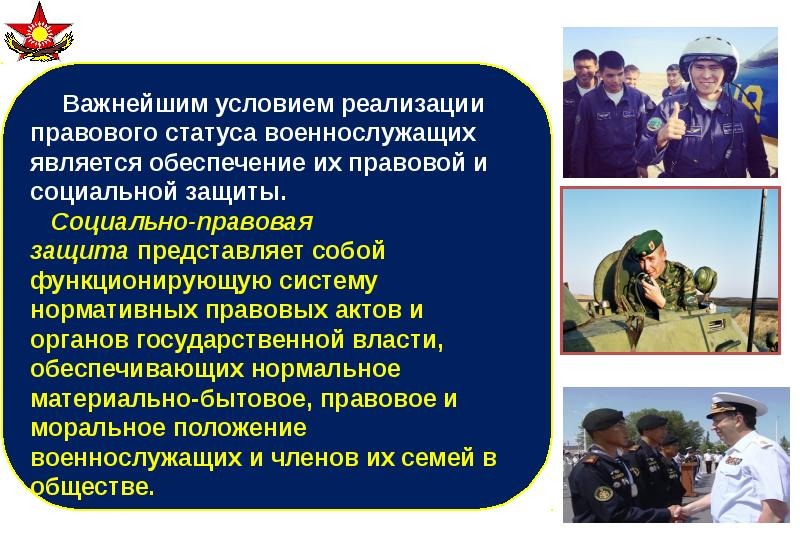 Важнейшим условием реализации
правового статуса военнослужащих
является обеспечение их правовой и
социальной защиты.
Социально-правовая
защита представляет собой
функционирующую систему
нормативных правовых актов и
органов государственной власти,
обеспечивающих нормальное
материально-бытовое, правовое и
моральное положение
военнослужащих и членов их семей в
обществе.